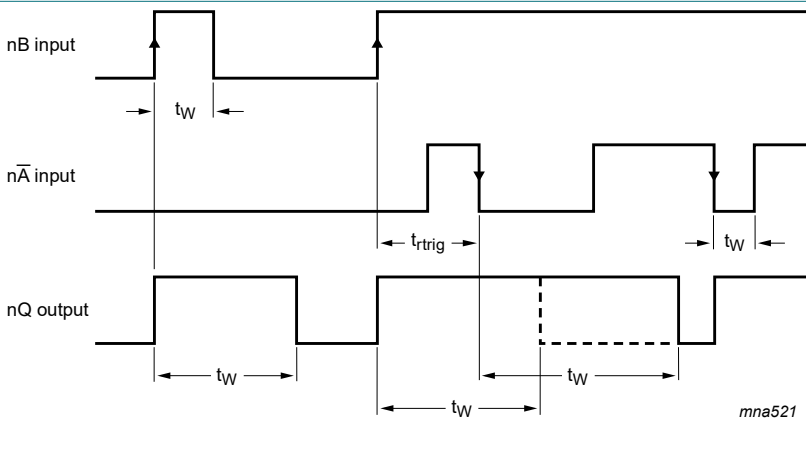 nB input
tW
nA̅ input
trtrig
tW
nQ output
tW
tW
tW
mna521